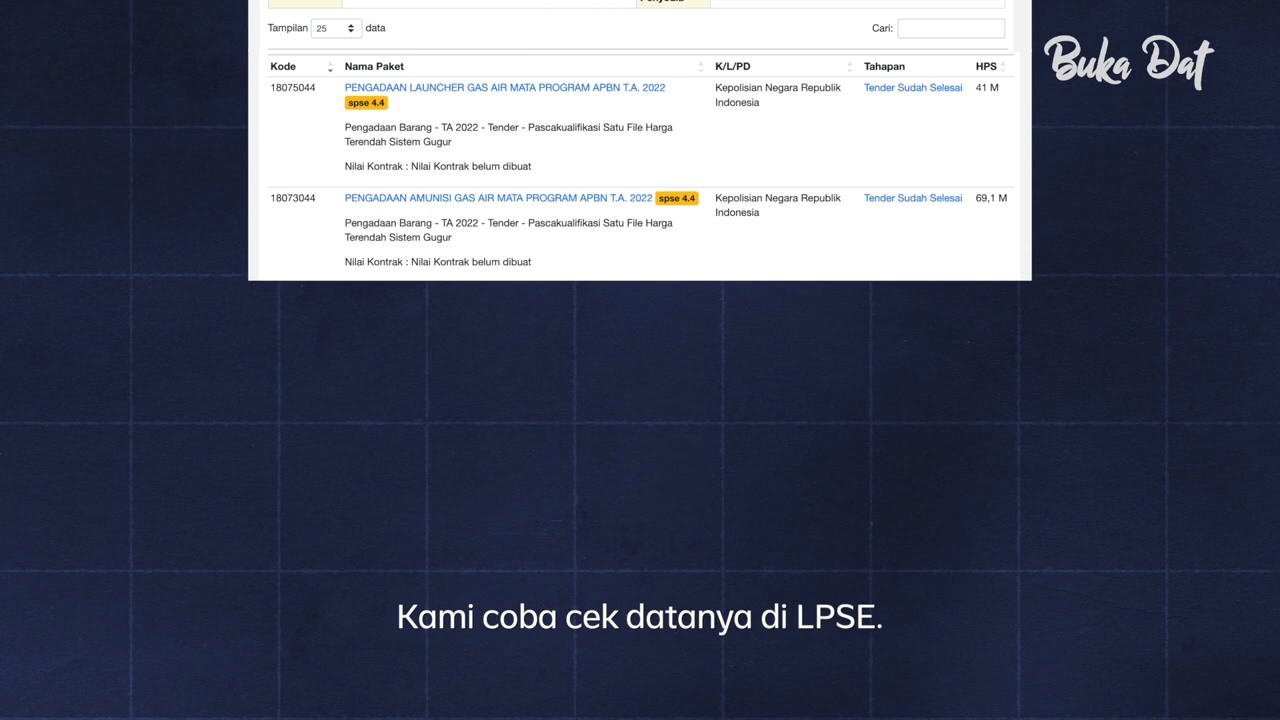 Penyedia
Tampilan 25 data Cari:
Buka Dat
Kode Nama Paket K/L/PD Tahapan HPS
18075044 PENGADAAN LAUNCHER GAS AIR MATA PROGRAM APBN T.A. 2022 Kepolisian Negara Republik Tender Sudah Selesai 41 M
spse 4.4 Indonesia
Pengadaan Barang - TA 2022 - Tender - Pascakualifikasi Satu File Harga
Terendah Sistem Gugur
Nilai Kontrak : Nilai Kontrak belum dibuat
18073044 PENGADAAN AMUNISI GAS AIR MATA PROGRAM APBN T.A. 2022 spse 4.4 Kepolisian Negara Republik Tender Sudah Selesai 69,1 M
Indonesia
Pengadaan Barang - TA 2022 - Tender - Pascakualifikasi Satu File Harga
Terendah Sistem Gugur
Nilai Kontrak : Nilai Kontrak belum dibuat
Kami coba cek datanya di LPSE.